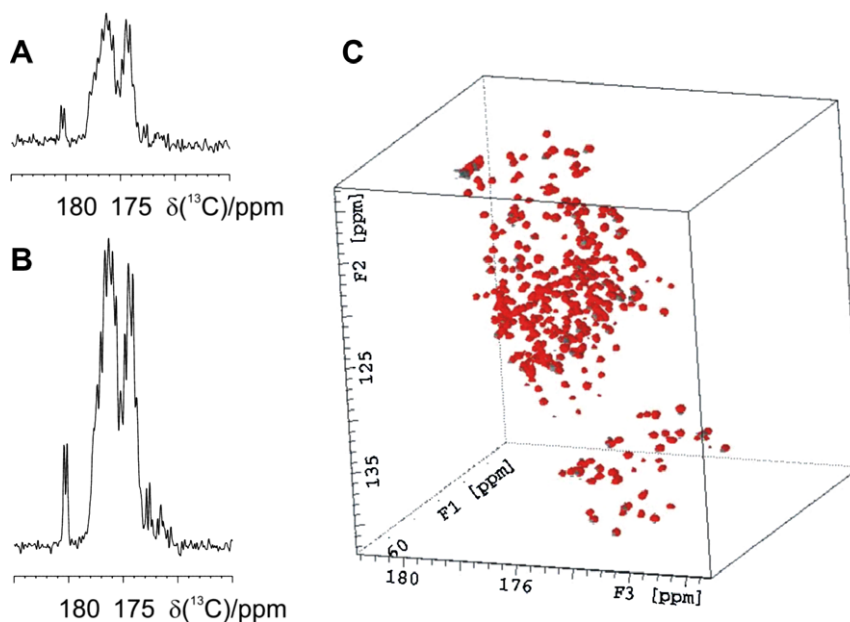 A
180 175 δ(¹³C)/ppm
B
180 175 δ(¹³C)/ppm
C
F2 [ppm]
125
135
F1 [ppm]
60
180
176
F3 [ppm]